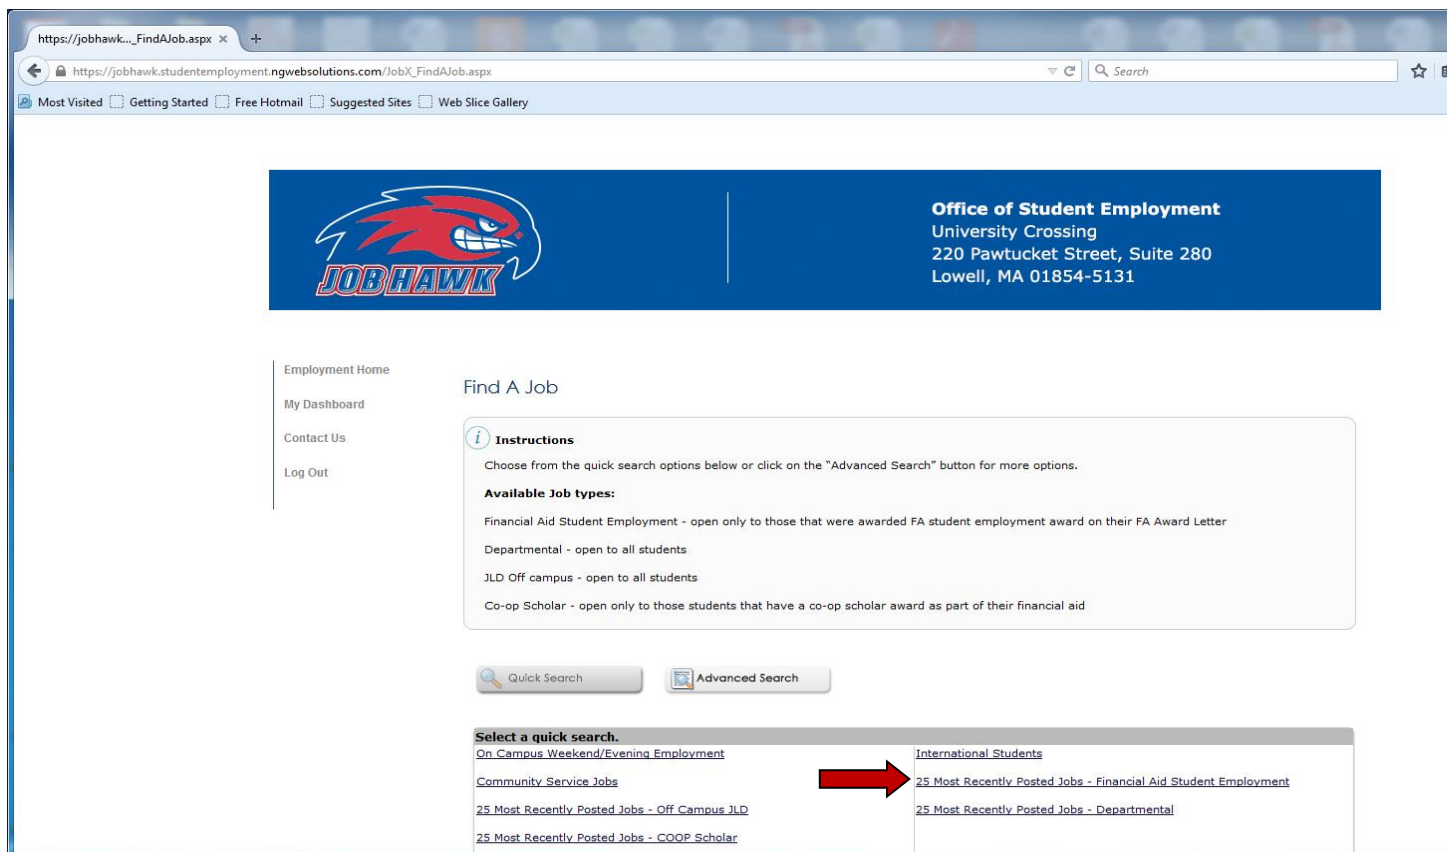 https://jobhawk..._FindAJob.aspx
https://jobhawk.studentemployment.ngwebsolutions.com/JobX_FindAJob.aspx
Search
Most Visited Getting Started Free Hotmail Suggested Sites Web Slice Gallery
JOBHAWK
Office of Student Employment
University Crossing
220 Pawtucket Street, Suite 280
Lowell, MA 01854-5131
Employment Home
My Dashboard
Contact Us
Log Out
Find A Job
i Instructions
Choose from the quick search options below or click on the "Advanced Search" button for more options.
Available Job types:
Financial Aid Student Employment - open only to those that were awarded FA student employment award on their FA Award Letter
Departmental - open to all students
JLD Off campus - open to all students
Co-op Scholar - open only to those students that have a co-op scholar award as part of their financial aid
Quick Search Advanced Search
Select a quick search.
On Campus Weekend/Evening Employment International Students
Community Service Jobs 25 Most Recently Posted Jobs - Financial Aid Student Employment
25 Most Recently Posted Jobs - Off Campus JLD 25 Most Recently Posted Jobs - Departmental
25 Most Recently Posted Jobs - COOP Scholar